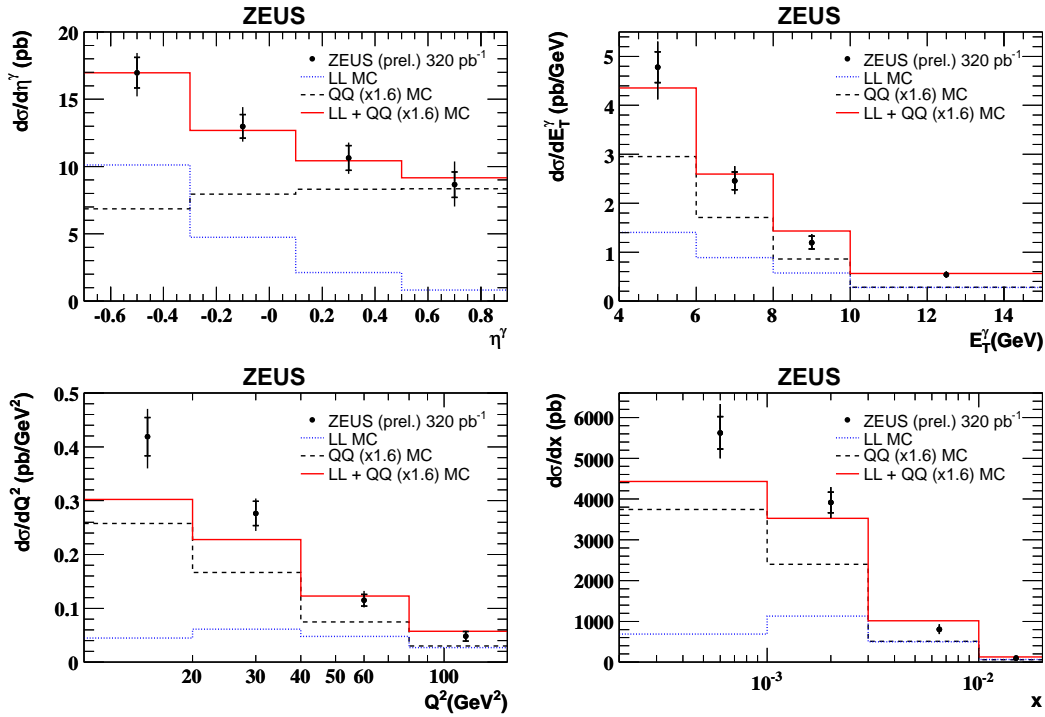 ZEUS
dσ/dη^γ (pb)
20
15
10
5
0
ZEUS (prel.) 320 pb⁻¹
LL MC
QQ (x1.6) MC
LL + QQ (x1.6) MC
-0.6 -0.4 -0.2 -0 0.2 0.4 0.6 0.8
η^γ
ZEUS
dσ/dE_T^γ (pb/GeV)
5
4
3
2
1
0
ZEUS (prel.) 320 pb⁻¹
LL MC
QQ (x1.6) MC
LL + QQ (x1.6) MC
4 6 8 10 12 14
E_T^γ(GeV)
ZEUS
dσ/dQ² (pb/GeV²)
0.5
0.4
0.3
0.2
0.1
0
ZEUS (prel.) 320 pb⁻¹
LL MC
QQ (x1.6) MC
LL + QQ (x1.6) MC
20 30 40 50 60 100
Q²(GeV²)
ZEUS
dσ/dx (pb)
6000
5000
4000
3000
2000
1000
0
ZEUS (prel.) 320 pb⁻¹
LL MC
QQ (x1.6) MC
LL + QQ (x1.6) MC
10⁻³ 10⁻²
x